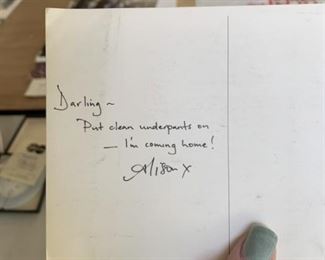 Darling ~
Put clean underpants on
— I'm coming home!
Alison x